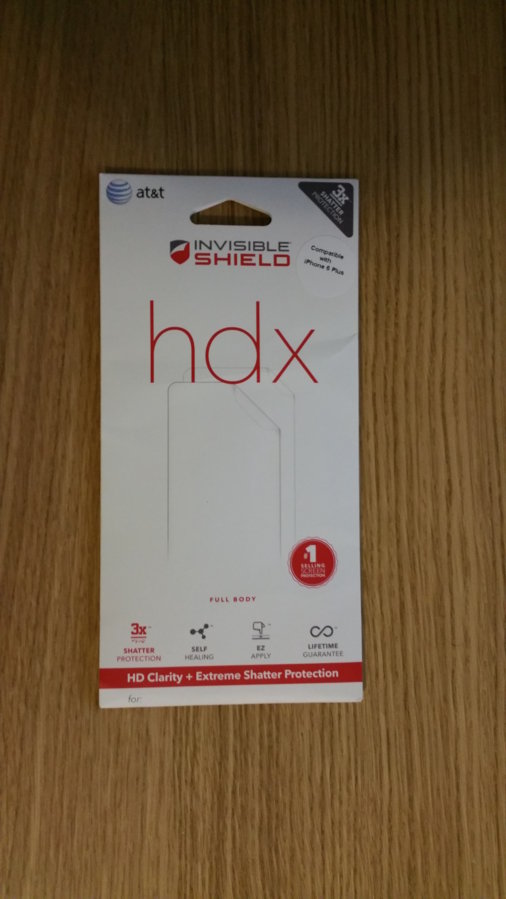 at&t
3x
SHATTER
PROTECTION
INVISIBLE
SHIELD
Compatible
with
iPhone 6 Plus
hdx
#1
SELLING
SCREEN
PROTECTION
FULL BODY
3x™
SHATTER
PROTECTION
SELF
HEALING
EZ
APPLY
LIFETIME
GUARANTEE
HD Clarity + Extreme Shatter Protection
for: